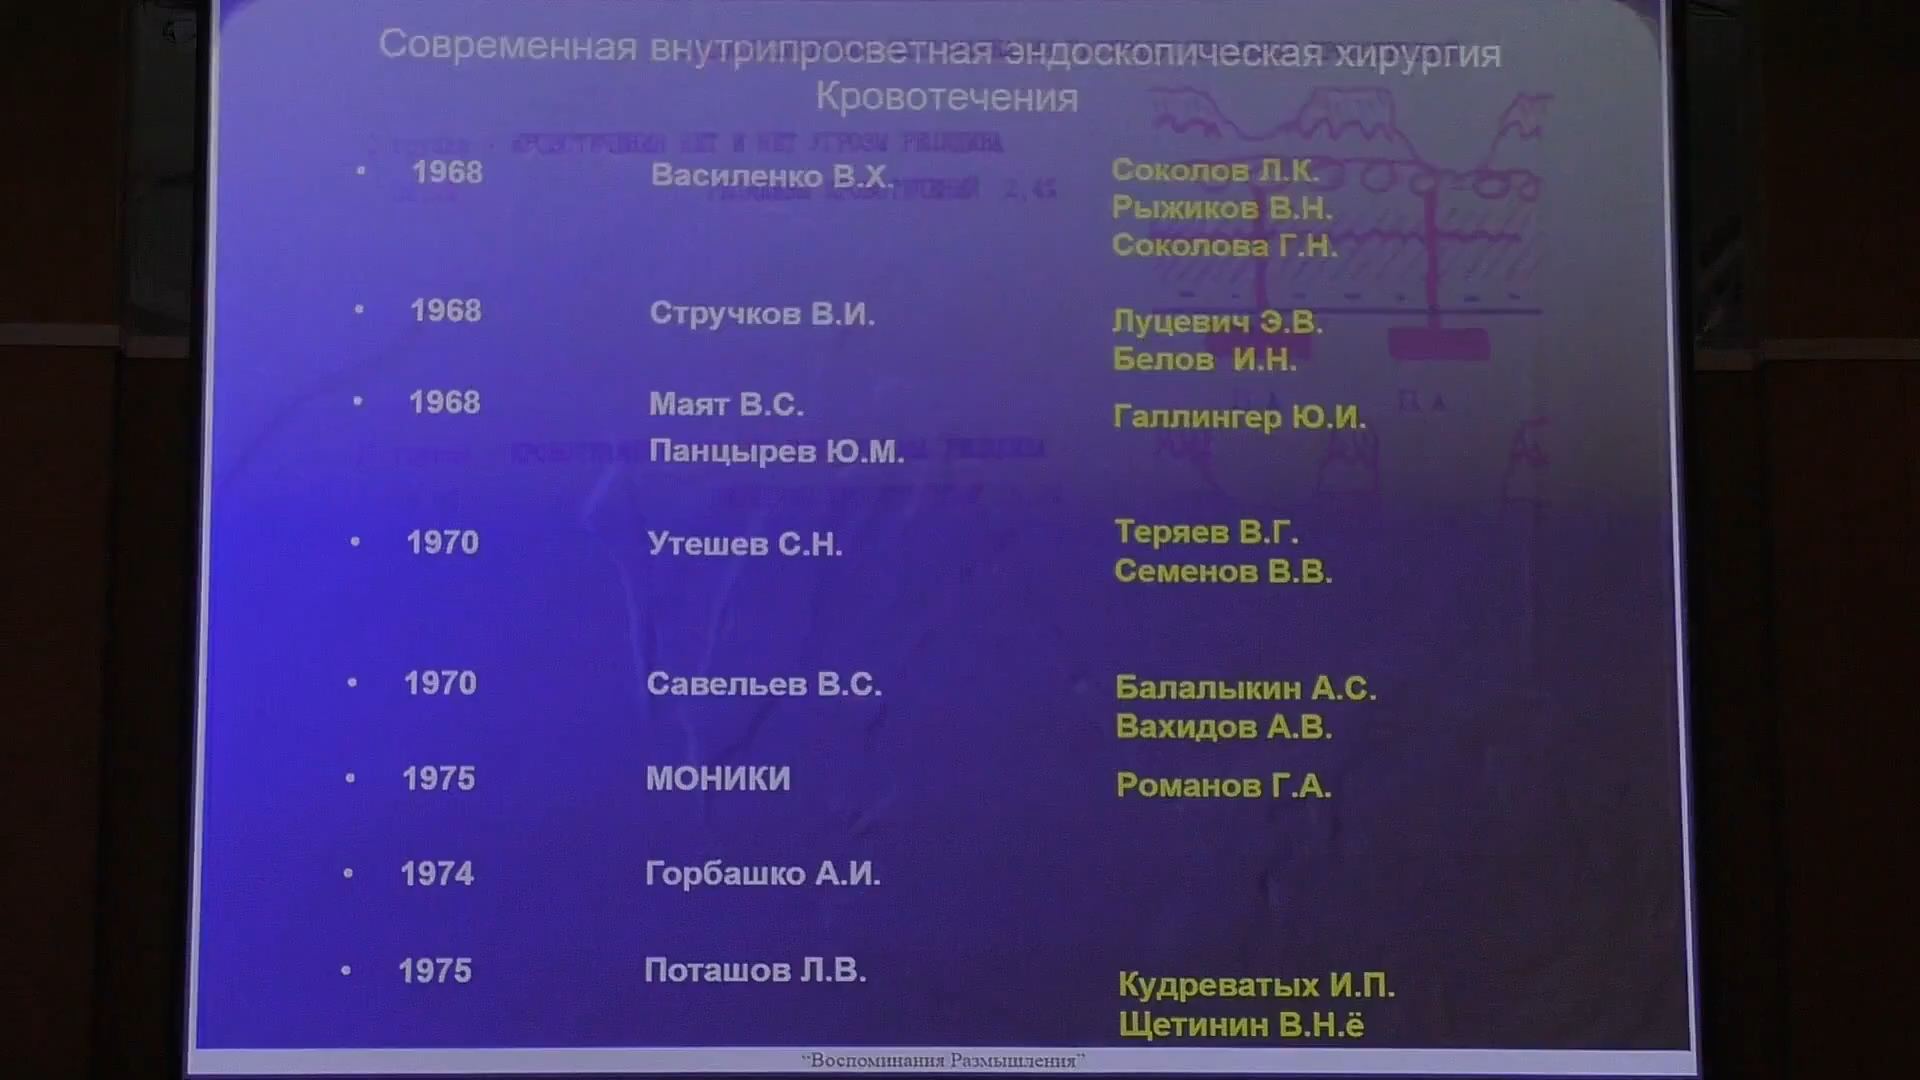 Современная внутрипросветная эндоскопическая хирургия
Кровотечения
• 1968 Василенко В.Х. Соколов Л.К.
Рыжиков В.Н.
Соколова Г.Н.
• 1968 Стручков В.И. Луцевич Э.В.
Белов И.Н.
• 1968 Маят В.С. Галлингер Ю.И.
Панцырев Ю.М.
• 1970 Утешев С.Н. Теряев В.Г.
Семенов В.В.
• 1970 Савельев В.С. Балалыкин А.С.
Вахидов А.В.
• 1975 МОНИКИ Романов Г.А.
• 1974 Горбашко А.И.
• 1975 Поташов Л.В. Кудреватых И.П.
Щетинин В.Н.ё
“Воспоминания Размышления”